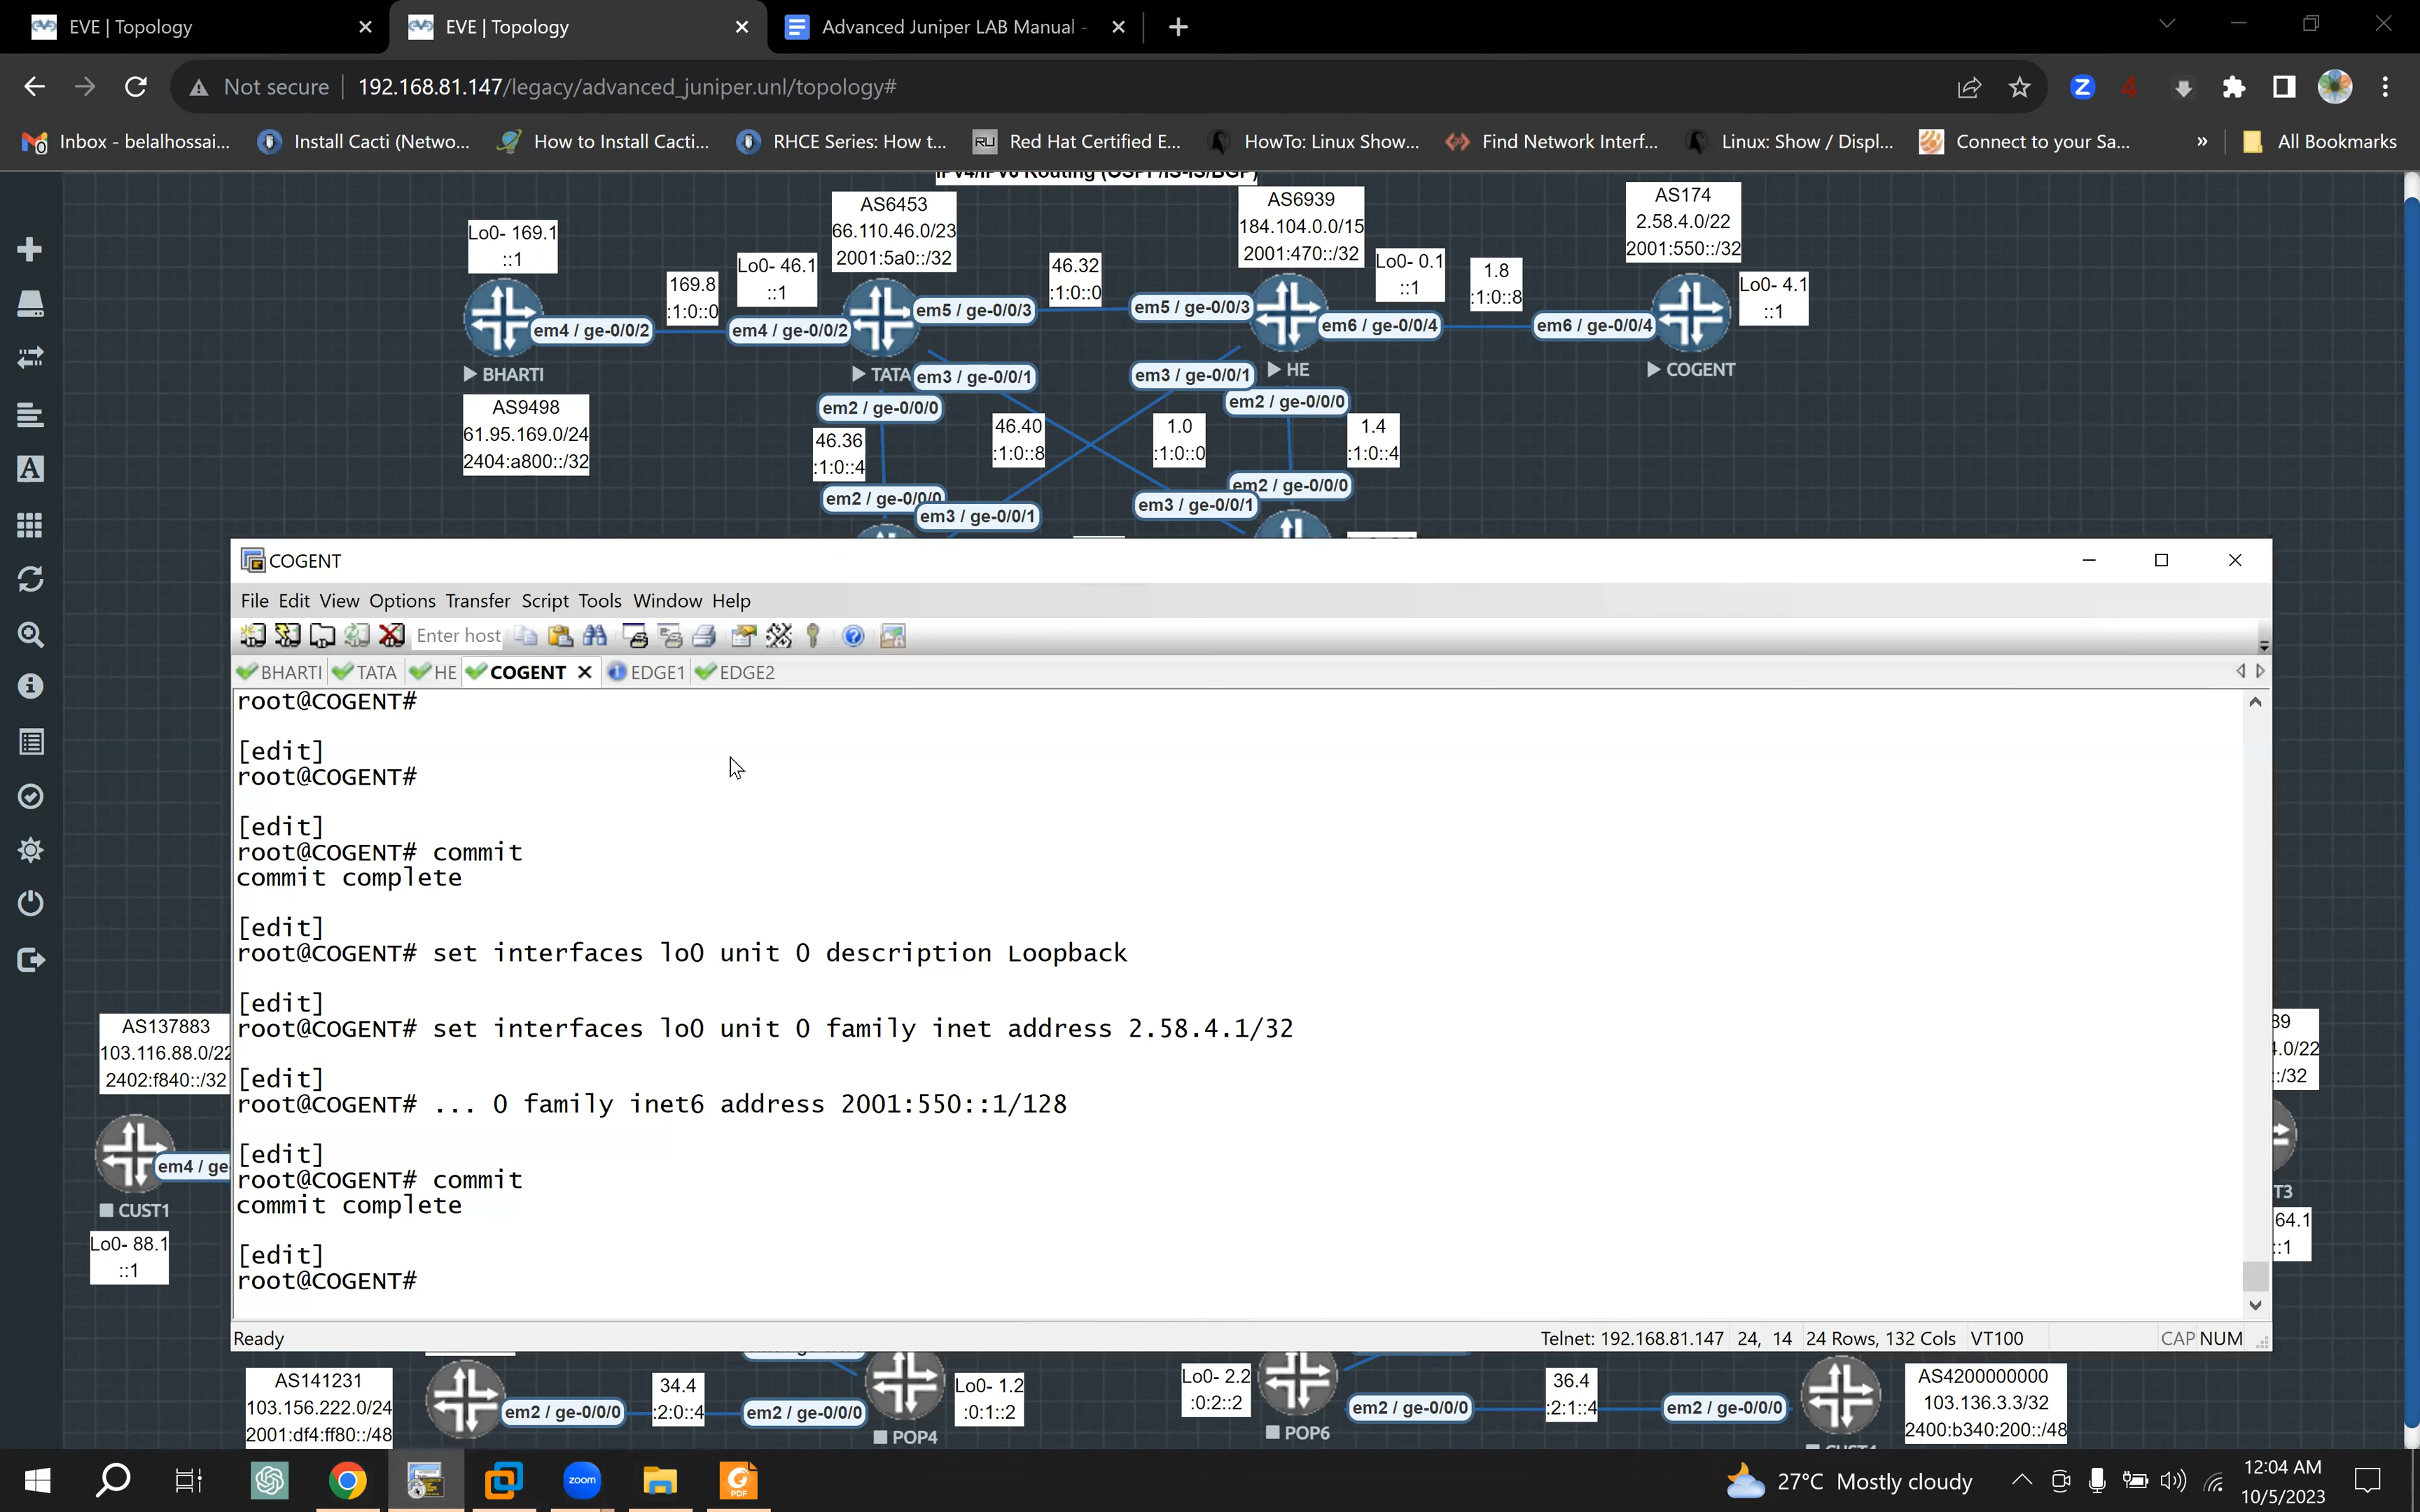 EVE | Topology
EVE | Topology
Advanced Juniper LAB Manual -
Not secure
192.168.81.147/legacy/advanced_juniper.unl/topology#
Inbox - belalhossai...
Install Cacti (Netwo...
How to Install Cacti...
RHCE Series: How t...
Red Hat Certified E...
HowTo: Linux Show...
Find Network Interf...
Linux: Show / Displ...
Connect to your Sa...
»
All Bookmarks
IPv4/IPv6 Routing (OSPF/IS-IS/BGP)
Lo0- 169.1
::1
AS6453
66.110.46.0/23
2001:5a0::/32
AS6939
184.104.0.0/15
2001:470::/32
AS174
2.58.4.0/22
2001:550::/32
169.8
:1:0::0
Lo0- 46.1
::1
46.32
:1:0::0
Lo0- 0.1
::1
1.8
:1:0::8
Lo0- 4.1
::1
em4 / ge-0/0/2
em4 / ge-0/0/2
em5 / ge-0/0/3
em5 / ge-0/0/3
em6 / ge-0/0/4
em6 / ge-0/0/4
BHARTI
TATA
HE
COGENT
em3 / ge-0/0/1
em3 / ge-0/0/1
em2 / ge-0/0/0
em2 / ge-0/0/0
AS9498
61.95.169.0/24
2404:a800::/32
46.36
:1:0::4
46.40
:1:0::8
1.0
:1:0::0
1.4
:1:0::4
em2 / ge-0/0/0
em3 / ge-0/0/1
em2 / ge-0/0/0
em3 / ge-0/0/1
COGENT
File Edit View Options Transfer Script Tools Window Help
Enter host
BHARTI
TATA
HE
COGENT
EDGE1
EDGE2
root@COGENT#
[edit]
root@COGENT#
[edit]
root@COGENT# commit
commit complete
[edit]
root@COGENT# set interfaces lo0 unit 0 description Loopback
[edit]
root@COGENT# set interfaces lo0 unit 0 family inet address 2.58.4.1/32
[edit]
root@COGENT# ... 0 family inet6 address 2001:550::1/128
[edit]
root@COGENT# commit
commit complete
[edit]
root@COGENT#
Ready
Telnet: 192.168.81.147
24, 14
24 Rows, 132 Cols
VT100
CAP NUM
AS137883
103.116.88.0/22
2402:f840::/32
em4 / ge-
CUST1
Lo0- 88.1
::1
89
4.0/22
::/32
T3
64.1
::1
AS141231
103.156.222.0/24
2001:df4:ff80::/48
em2 / ge-0/0/0
34.4
:2:0::4
em2 / ge-0/0/0
POP4
Lo0- 1.2
:0:1::2
Lo0- 2.2
:0:2::2
POP6
em2 / ge-0/0/0
36.4
:2:1::4
em2 / ge-0/0/0
AS4200000000
103.136.3.3/32
2400:b340:200::/48
zoom
PDF
27°C Mostly cloudy
12:04 AM
10/5/2023